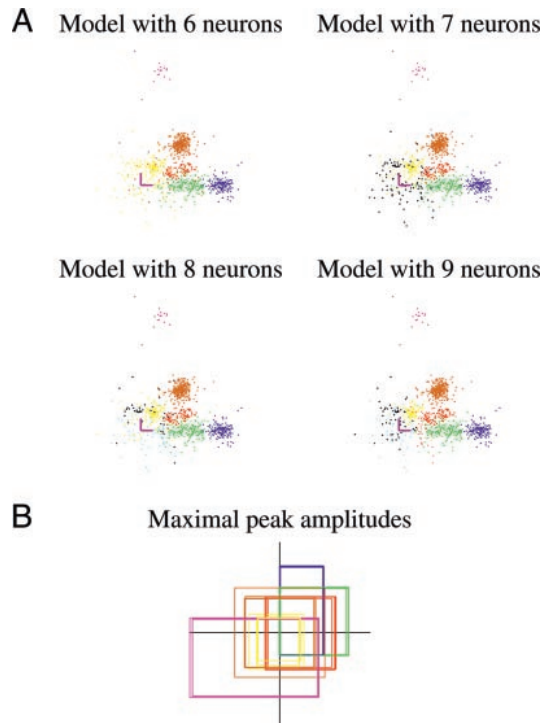 A
Model with 6 neurons Model with 7 neurons
Model with 8 neurons Model with 9 neurons
B
Maximal peak amplitudes